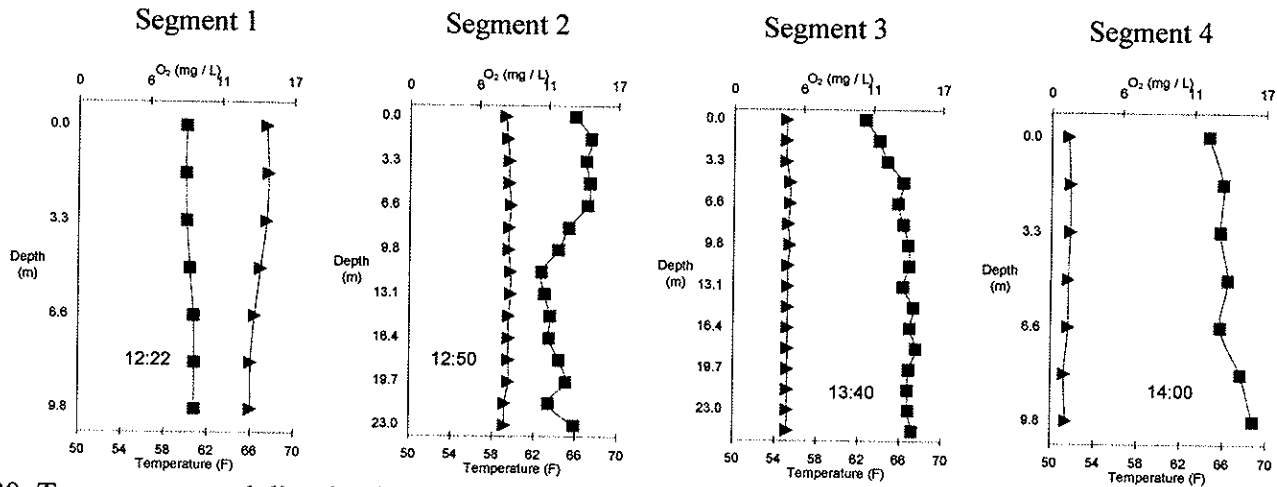 Segment 1
O₂ (mg / L)
0 6 11 17
0.0
3.3
Depth
(m)
6.6
12:22
9.8
50 54 58 62 66 70
Temperature (F)
Segment 2
O₂ (mg / L)
0 6 11 17
0.0
3.3
6.6
9.8
Depth
(m)
13.1
16.4
12:50
19.7
23.0
50 54 58 62 66 70
Temperature (F)
Segment 3
O₂ (mg / L)
0 6 11 17
0.0
3.3
6.6
9.8
Depth
(m)
13.1
16.4
19.7
13:40
23.0
50 54 58 62 66 70
Temperature (F)
Segment 4
O₂ (mg / L)
0 6 11 17
0.0
3.3
Depth
(m)
6.6
14:00
9.8
50 54 58 62 66 70
Temperature (F)